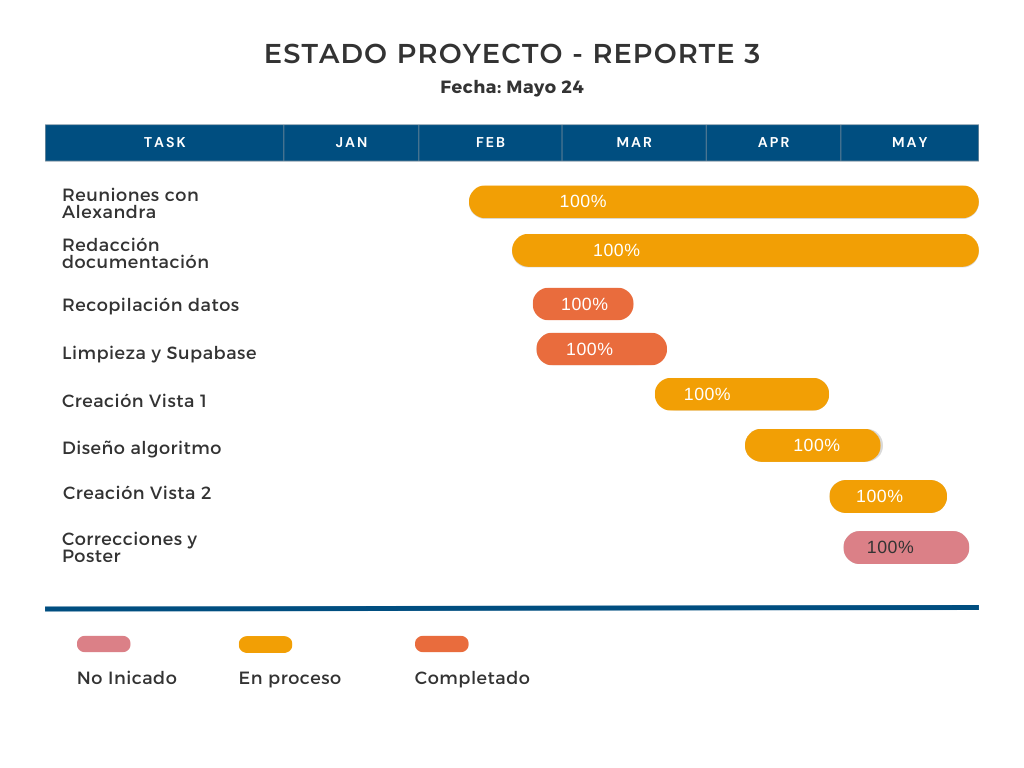 ESTADO PROYECTO - REPORTE 3
Fecha: Mayo 24
TASK JAN FEB MAR APR MAY
Reuniones con
Alexandra
100%
Redacción
documentación
100%
Recopilación datos
100%
Limpieza y Supabase
100%
Creación Vista 1
100%
Diseño algoritmo
100%
Creación Vista 2
100%
Correcciones y
Poster
100%
No Inicado En proceso Completado